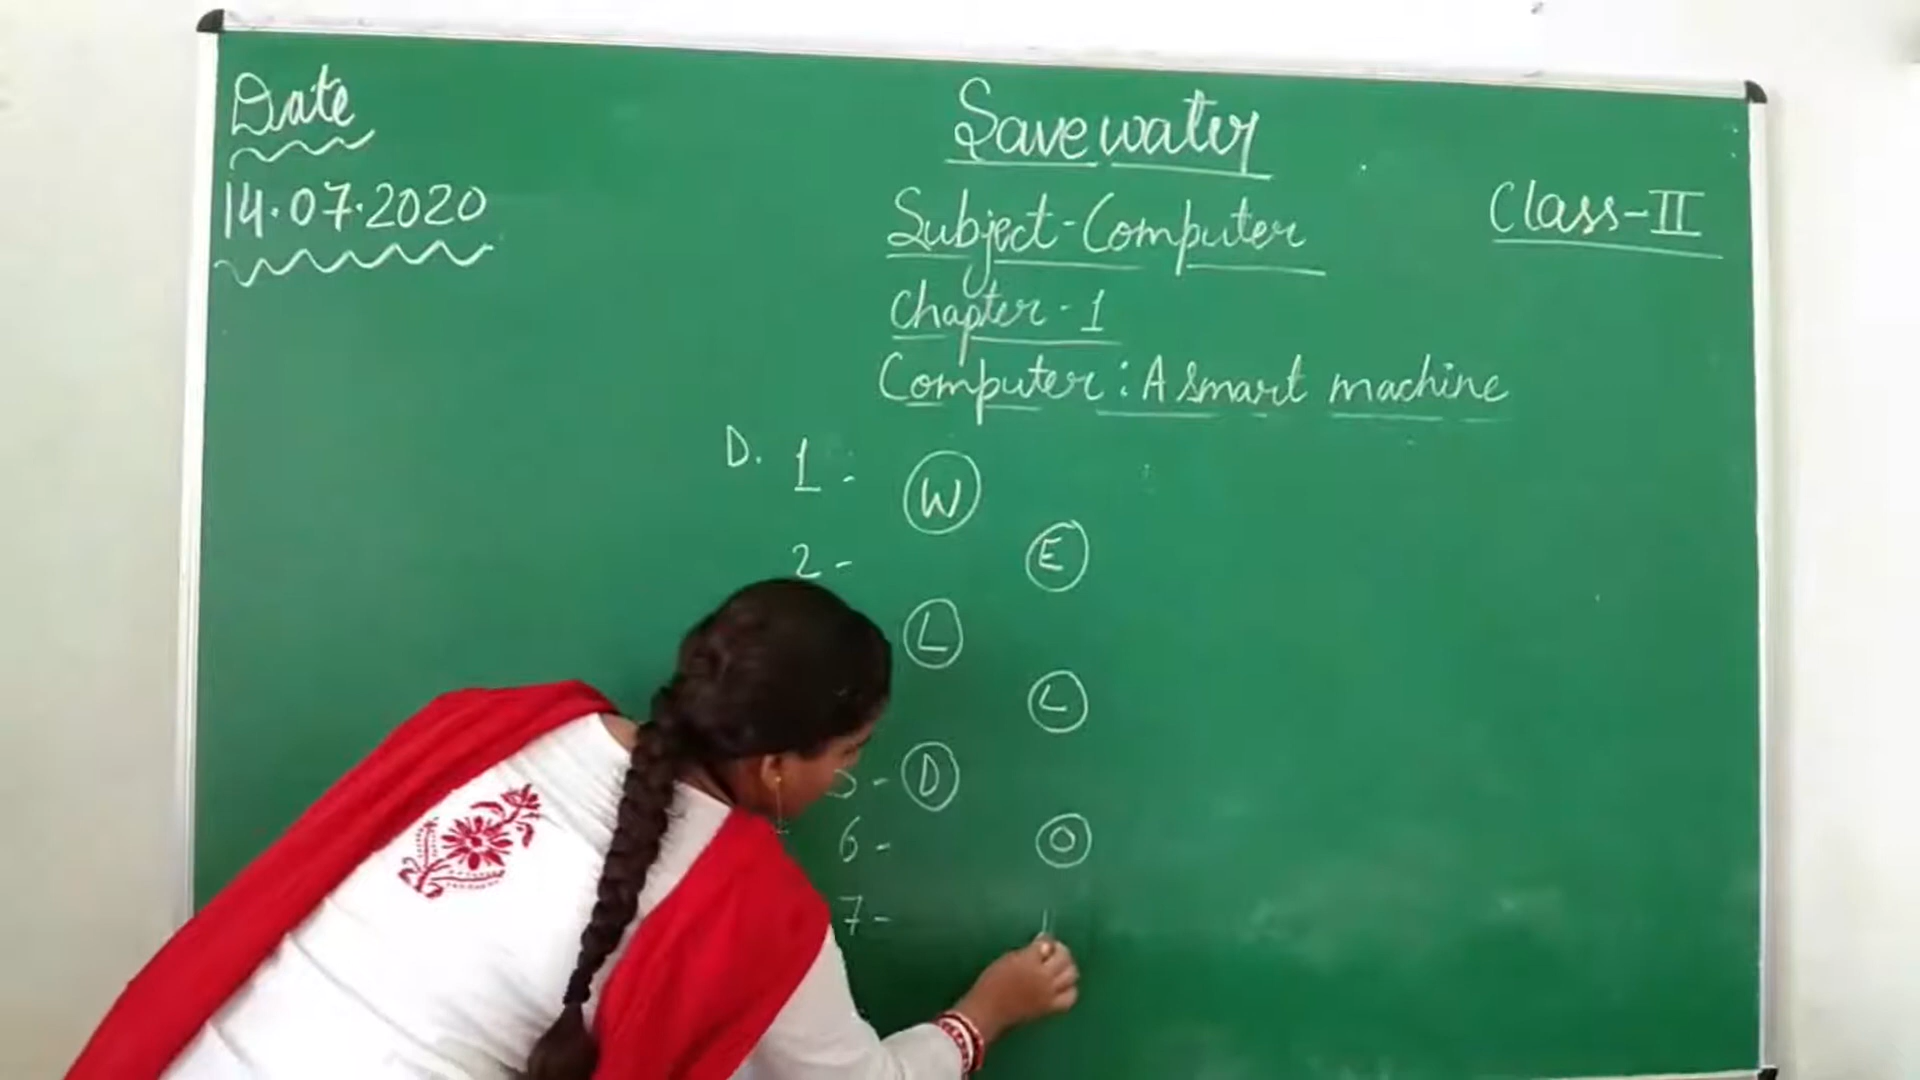 Date
14.07.2020
Save water
Subject-Computer
Class-II
Chapter-1
Computer: A smart machine
D. 1- W
2- E
L
L
5- D
6- O
7-